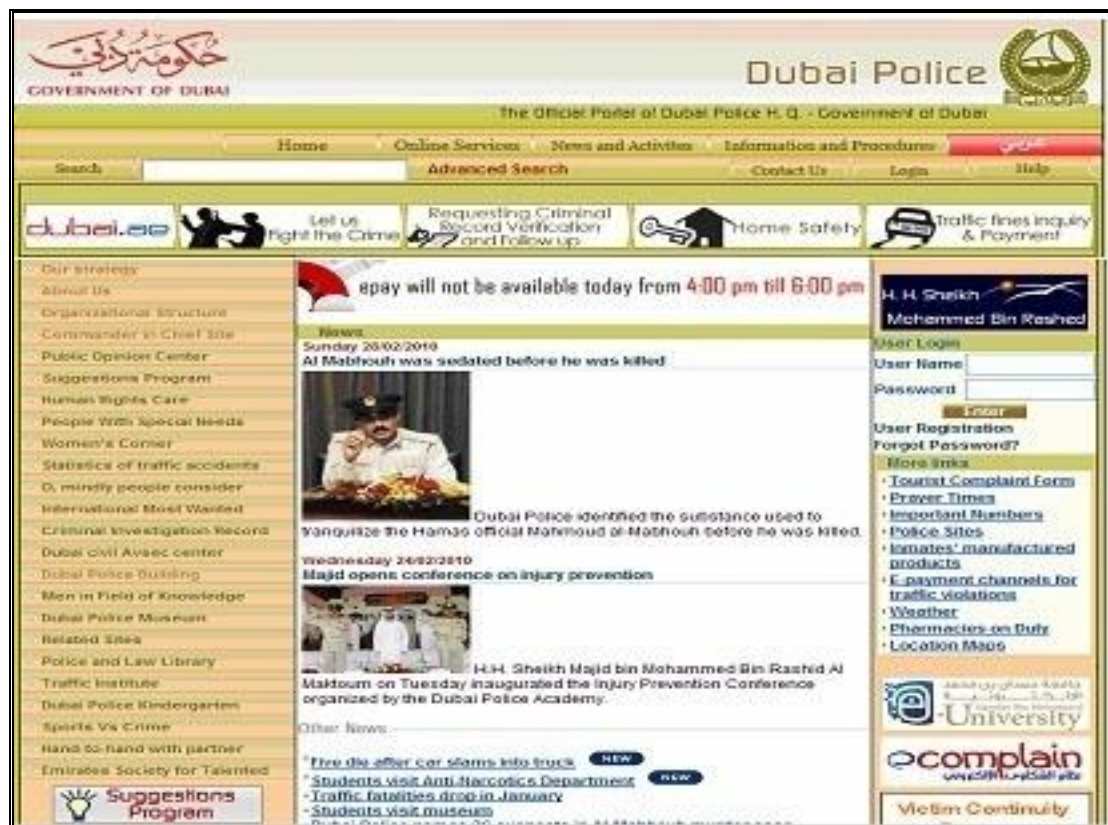 حكومة دبي
GOVERNMENT OF DUBAI
Dubai Police
The Official Portal of Dubai Police H. Q. - Government of Dubai
Home Online Services News and Activites Information and Procedures عربي
Search Advanced Search Contact Us Login Help
dubai.ae
Let us
Fight the Crime
Requesting Criminal
Record Verification
and Follow up
Home Safety
Traffic fines inquiry
& Payment
Our strategy
About Us
Organizational Structure
Commander in Chief Site
Public Opinion Center
Suggestions Program
Human Rights Care
People With Special Needs
Women's Corner
Statistics of traffic accidents
O, mindly people consider
International Most Wanted
Criminal Investigation Record
Dubai civil Avsec center
Dubai Police Building
Men in Field of Knowledge
Dubai Police Museum
Related Sites
Police and Law Library
Traffic Institute
Dubai Police Kindergarten
Sports Vs Crime
Hand to hand with partner
Emirates Society for Talented
Suggestions
Program
epay will not be available today from 4:00 pm till 6:00 pm
News
Sunday 28/02/2010
Al Mabhouh was sedated before he was killed
Dubai Police identified the substance used to
tranquilize the Hamas official Mahmoud al-Mabhouh before he was killed.
Wednesday 24/02/2010
Majid opens conference on injury prevention
H.H. Sheikh Majid bin Mohammed Bin Rashid Al
Maktoum on Tuesday inaugurated the Injury Prevention Conference
organized by the Dubai Police Academy.
Other News
Five die after car slams into truck NEW
Students visit Anti-Narcotics Department NEW
Traffic fatalities drop in January
Students visit museum
H. H. Sheikh
Mohammed Bin Rashed
User Login
User Name
Password
Enter
User Registration
Forgot Password?
More links
Tourist Complaint Form
Prayer Times
Important Numbers
Police Sites
Inmates' manufactured
products
E-payment channels for
traffic violations
Weather
Pharmacies on Duty
Location Maps
University
ecomplain
نظام الشكاوى الالكتروني
Victim Continuity